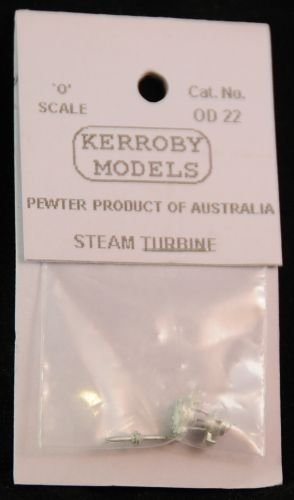 'O'
SCALE
Cat. No.
OD 22
KERROBY
MODELS
PEWTER PRODUCT OF AUSTRALIA
STEAM TURBINE